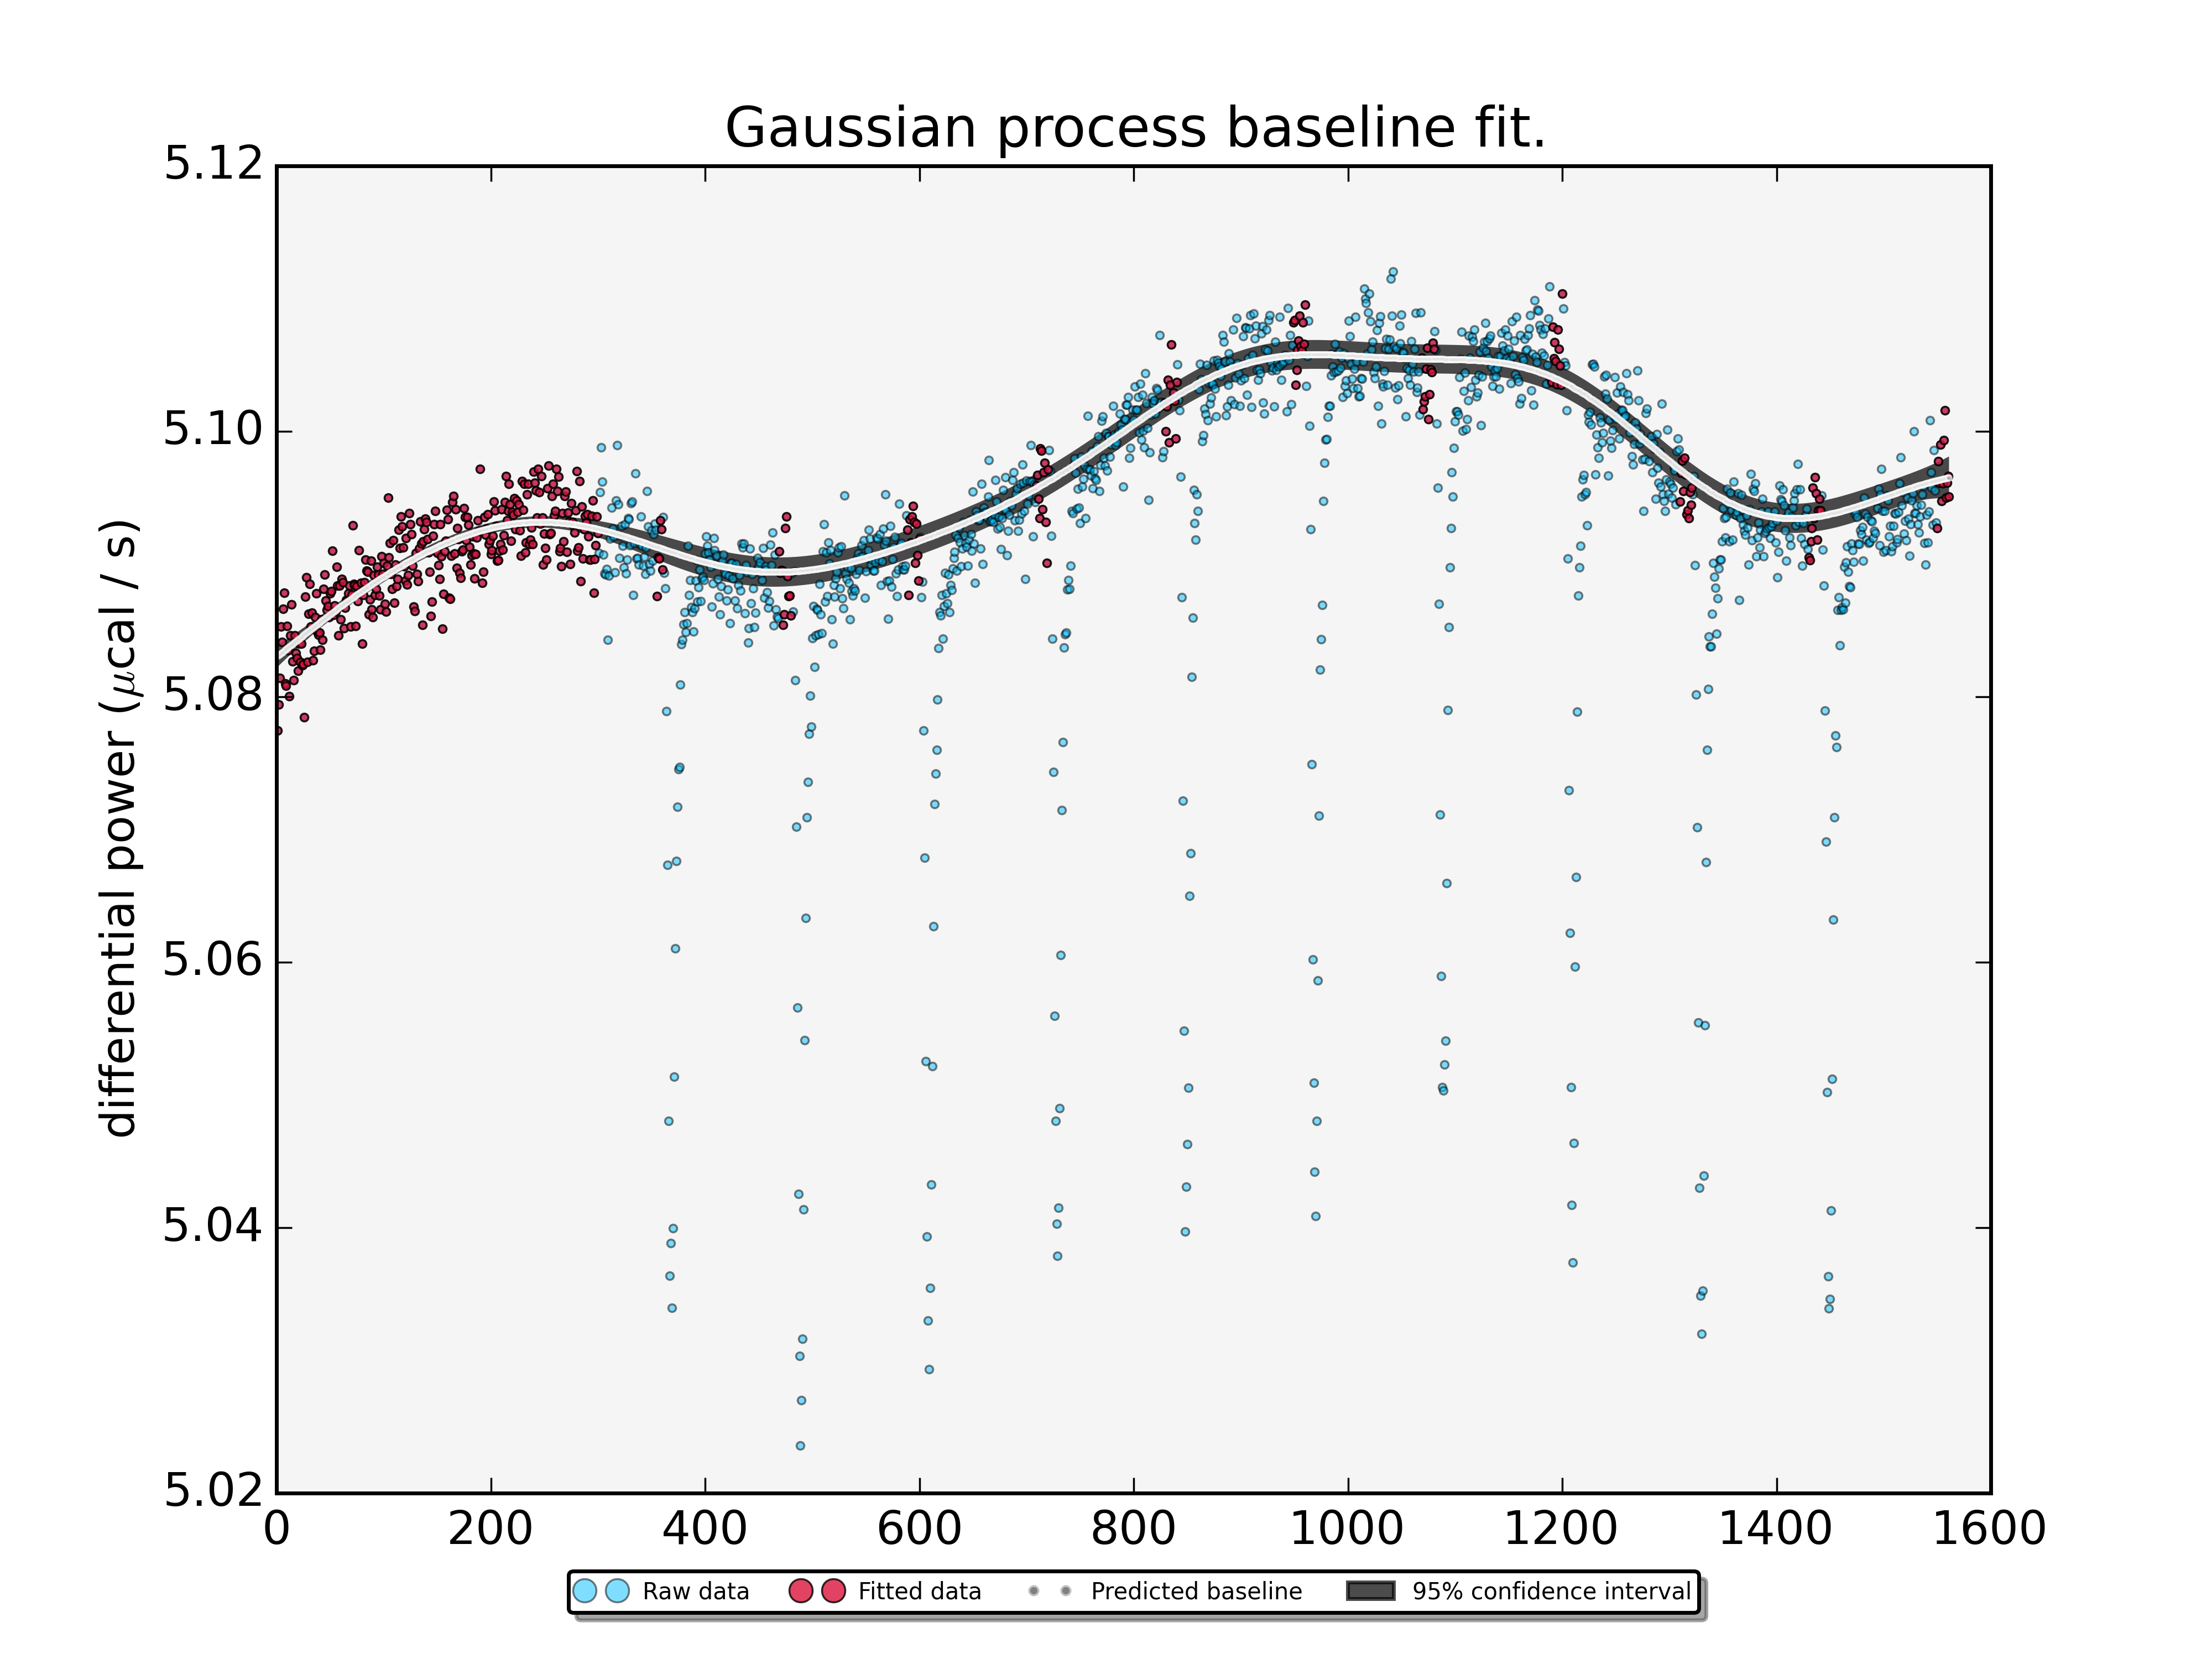 Gaussian process baseline fit.
5.12
5.10
5.08
5.06
5.04
5.02
differential power (μcal / s)
0 200 400 600 800 1000 1200 1400 1600
Raw data Fitted data Predicted baseline 95% confidence interval